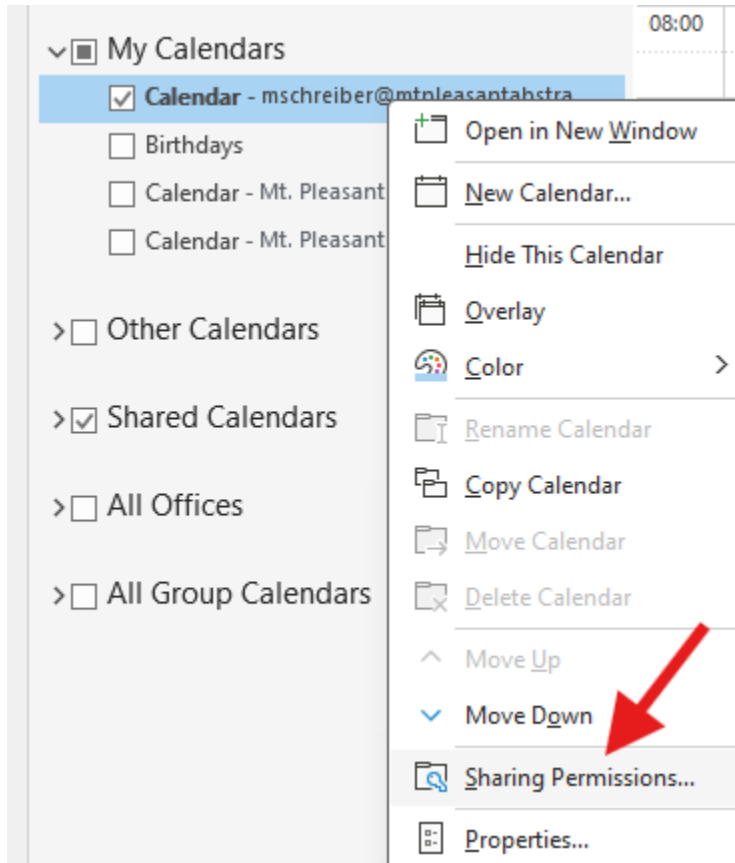 08:00
My Calendars
Calendar - mschreiber@mtpleasantabstra
Birthdays
Calendar - Mt. Pleasant
Calendar - Mt. Pleasant
Other Calendars
Shared Calendars
All Offices
All Group Calendars
Open in New Window
New Calendar...
Hide This Calendar
Overlay
Color
Rename Calendar
Copy Calendar
Move Calendar
Delete Calendar
Move Up
Move Down
Sharing Permissions...
Properties...